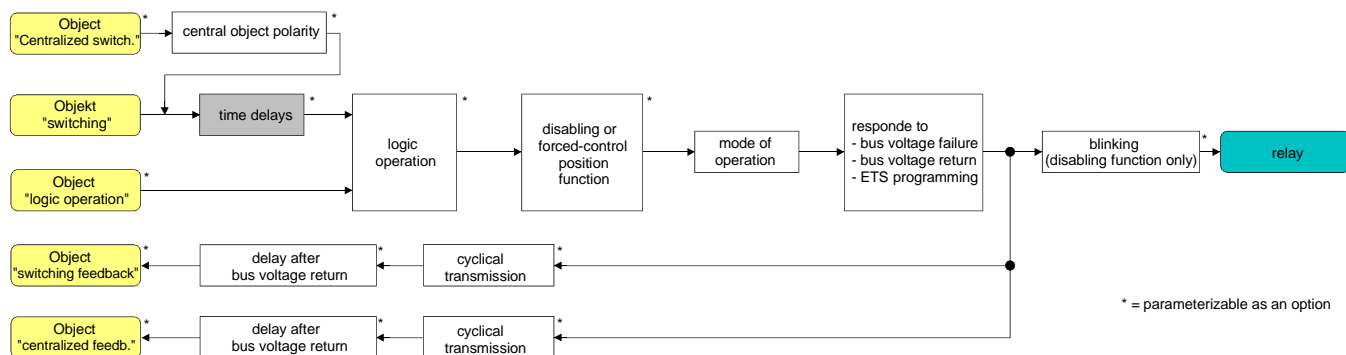 Object
"Centralized switch."
*
central object polarity
*
Objekt
"switching"
time delays
*
logic
operation
*
disabling or
forced-control
position
function
*
mode of
operation
responde to
- bus voltage failure
- bus voltage return
- ETS programming
blinking
(disabling function only)
*
relay
Object
"logic operation"
*
Object
"switching feedback"
*
delay after
bus voltage return
*
cyclical
transmission
*
Object
"centralized feedb."
*
delay after
bus voltage return
*
cyclical
transmission
*
* = parameterizable as an option